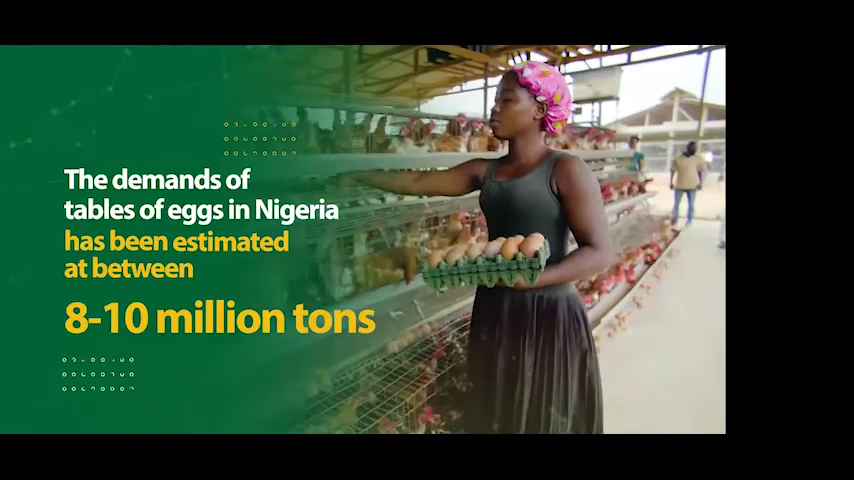 The demands of
tables of eggs in Nigeria
has been estimated
at between
8-10 million tons